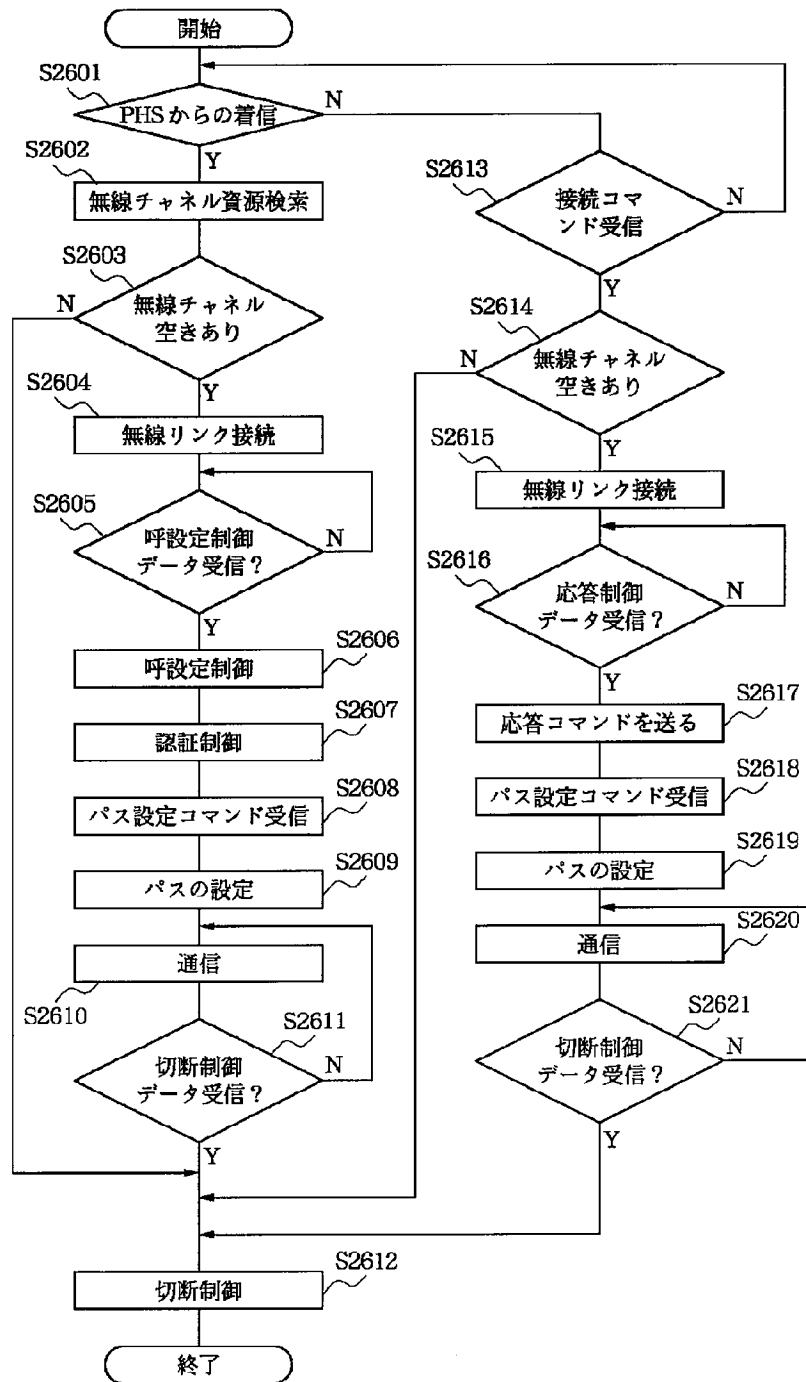 開始
S2601
PHSからの着信
N
Y
S2602
無線チャネル資源検索
S2603
N
無線チャネル
空きあり
Y
S2604
無線リンク接続
S2605
呼設定制御
データ受信？
N
Y
S2606
呼設定制御
S2607
認証制御
S2608
パス設定コマンド受信
S2609
パスの設定
通信
S2610
S2611
切断制御
データ受信？
N
Y
S2612
切断制御
終了
S2613
接続コマ
ンド受信
N
Y
S2614
N
無線チャネル
空きあり
Y
S2615
無線リンク接続
S2616
応答制御
データ受信？
N
Y
S2617
応答コマンドを送る
S2618
パス設定コマンド受信
S2619
パスの設定
S2620
通信
S2621
切断制御
データ受信？
N
Y